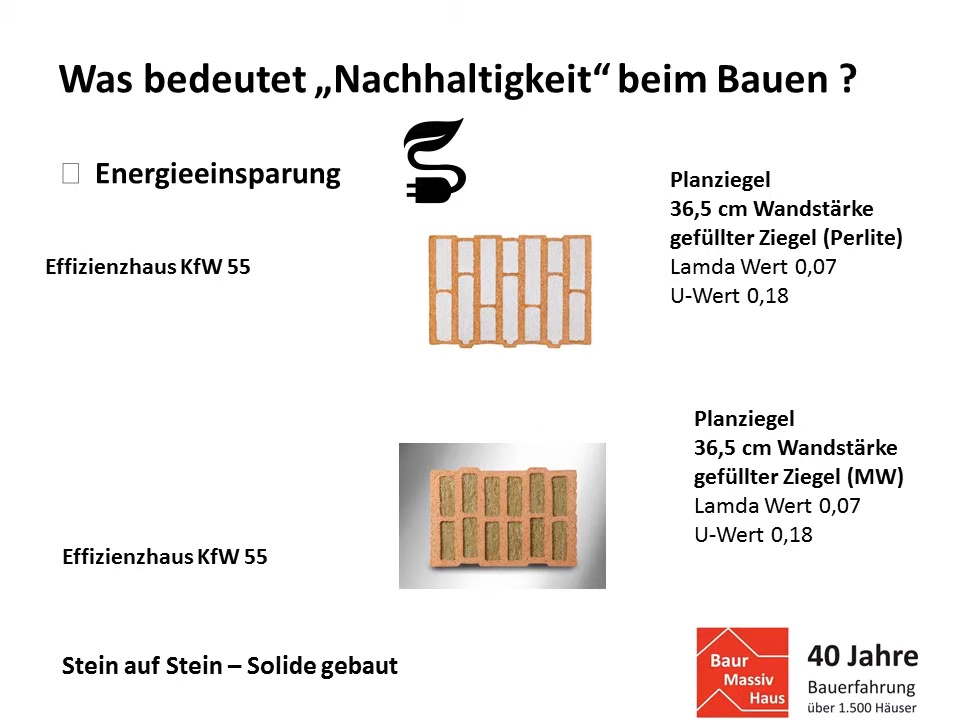 Was bedeutet „Nachhaltigkeit“ beim Bauen ?
Energieeinsparung
Effizienzhaus KfW 55
Planziegel
36,5 cm Wandstärke
gefüllter Ziegel (Perlite)
Lamda Wert 0,07
U-Wert 0,18
Effizienzhaus KfW 55
Planziegel
36,5 cm Wandstärke
gefüllter Ziegel (MW)
Lamda Wert 0,07
U-Wert 0,18
Stein auf Stein – Solide gebaut
Baur
Massiv
Haus
40 Jahre
Bauerfahrung
über 1.500 Häuser